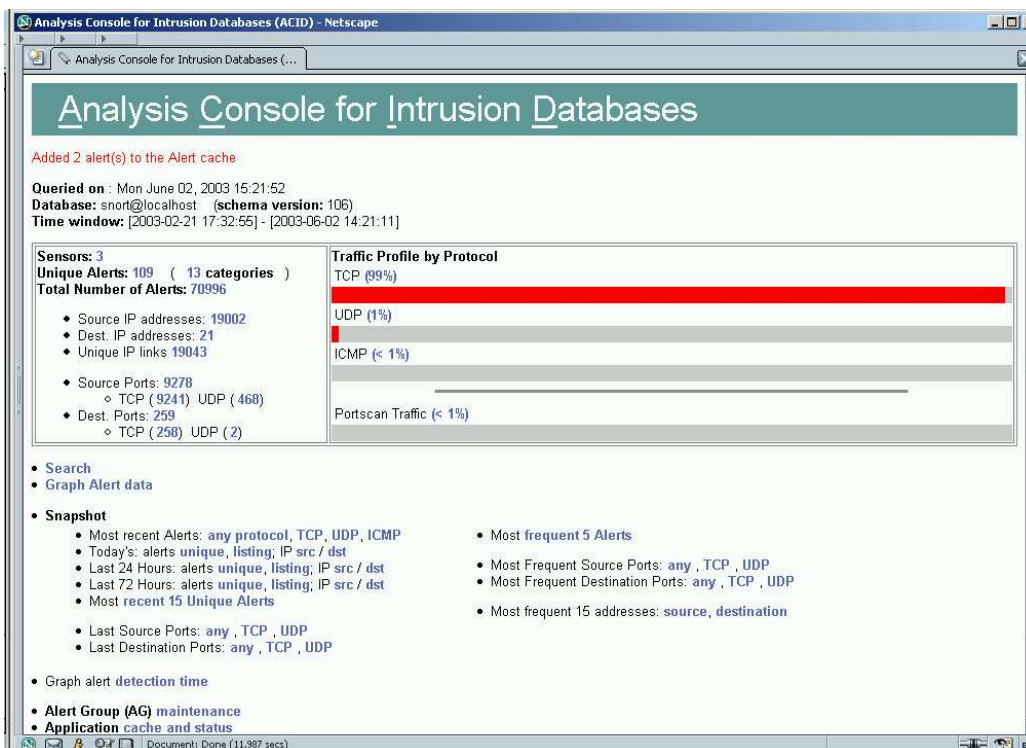 Analysis Console for Intrusion Databases (ACID) - Netscape
Analysis Console for Intrusion Databases (...
Analysis Console for Intrusion Databases
Added 2 alert(s) to the Alert cache
Queried on : Mon June 02, 2003 15:21:52
Database: snort@localhost (schema version: 106)
Time window: [2003-02-21 17:32:55] - [2003-06-02 14:21:11]
Sensors: 3
Unique Alerts: 109 ( 13 categories )
Total Number of Alerts: 70996
• Source IP addresses: 19002
• Dest. IP addresses: 21
• Unique IP links 19043
• Source Ports: 9278
○ TCP ( 9241) UDP ( 468)
• Dest. Ports: 259
○ TCP ( 258) UDP ( 2)
Traffic Profile by Protocol
TCP (99%)
UDP (1%)
ICMP (< 1%)
Portscan Traffic (< 1%)
• Search
• Graph Alert data
• Snapshot
• Most recent Alerts: any protocol, TCP, UDP, ICMP
• Today's: alerts unique, listing; IP src / dst
• Last 24 Hours: alerts unique, listing; IP src / dst
• Last 72 Hours: alerts unique, listing; IP src / dst
• Most recent 15 Unique Alerts
• Last Source Ports: any , TCP , UDP
• Last Destination Ports: any , TCP , UDP
• Most frequent 5 Alerts
• Most Frequent Source Ports: any , TCP , UDP
• Most Frequent Destination Ports: any , TCP , UDP
• Most frequent 15 addresses: source, destination
• Graph alert detection time
• Alert Group (AG) maintenance
• Application cache and status
Document: Done (11.987 secs)